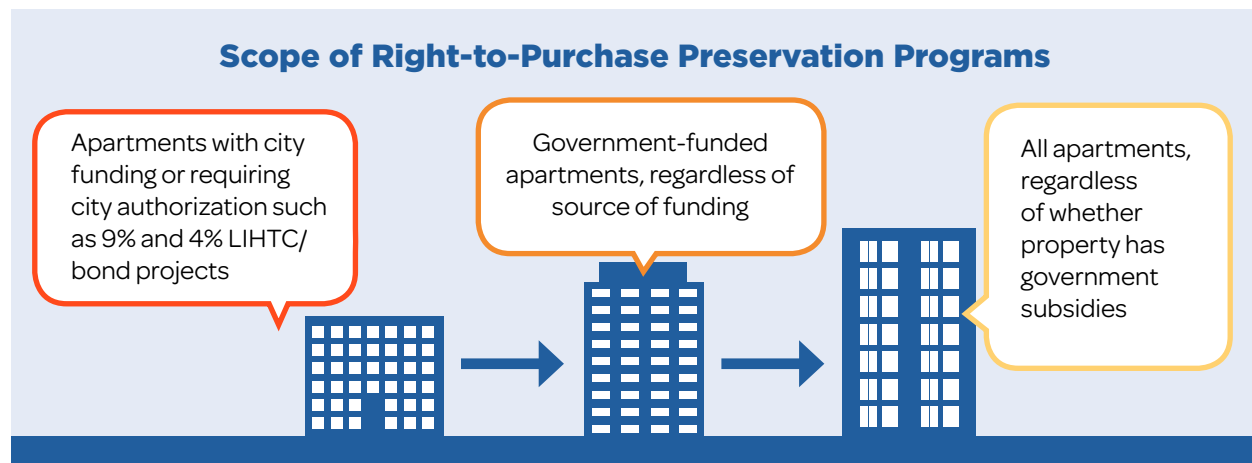 Scope of Right-to-Purchase Preservation Programs
Apartments with city
funding or requiring
city authorization such
as 9% and 4% LIHTC/
bond projects
Government-funded
apartments, regardless of
source of funding
All apartments,
regardless
of whether
property has
government
subsidies